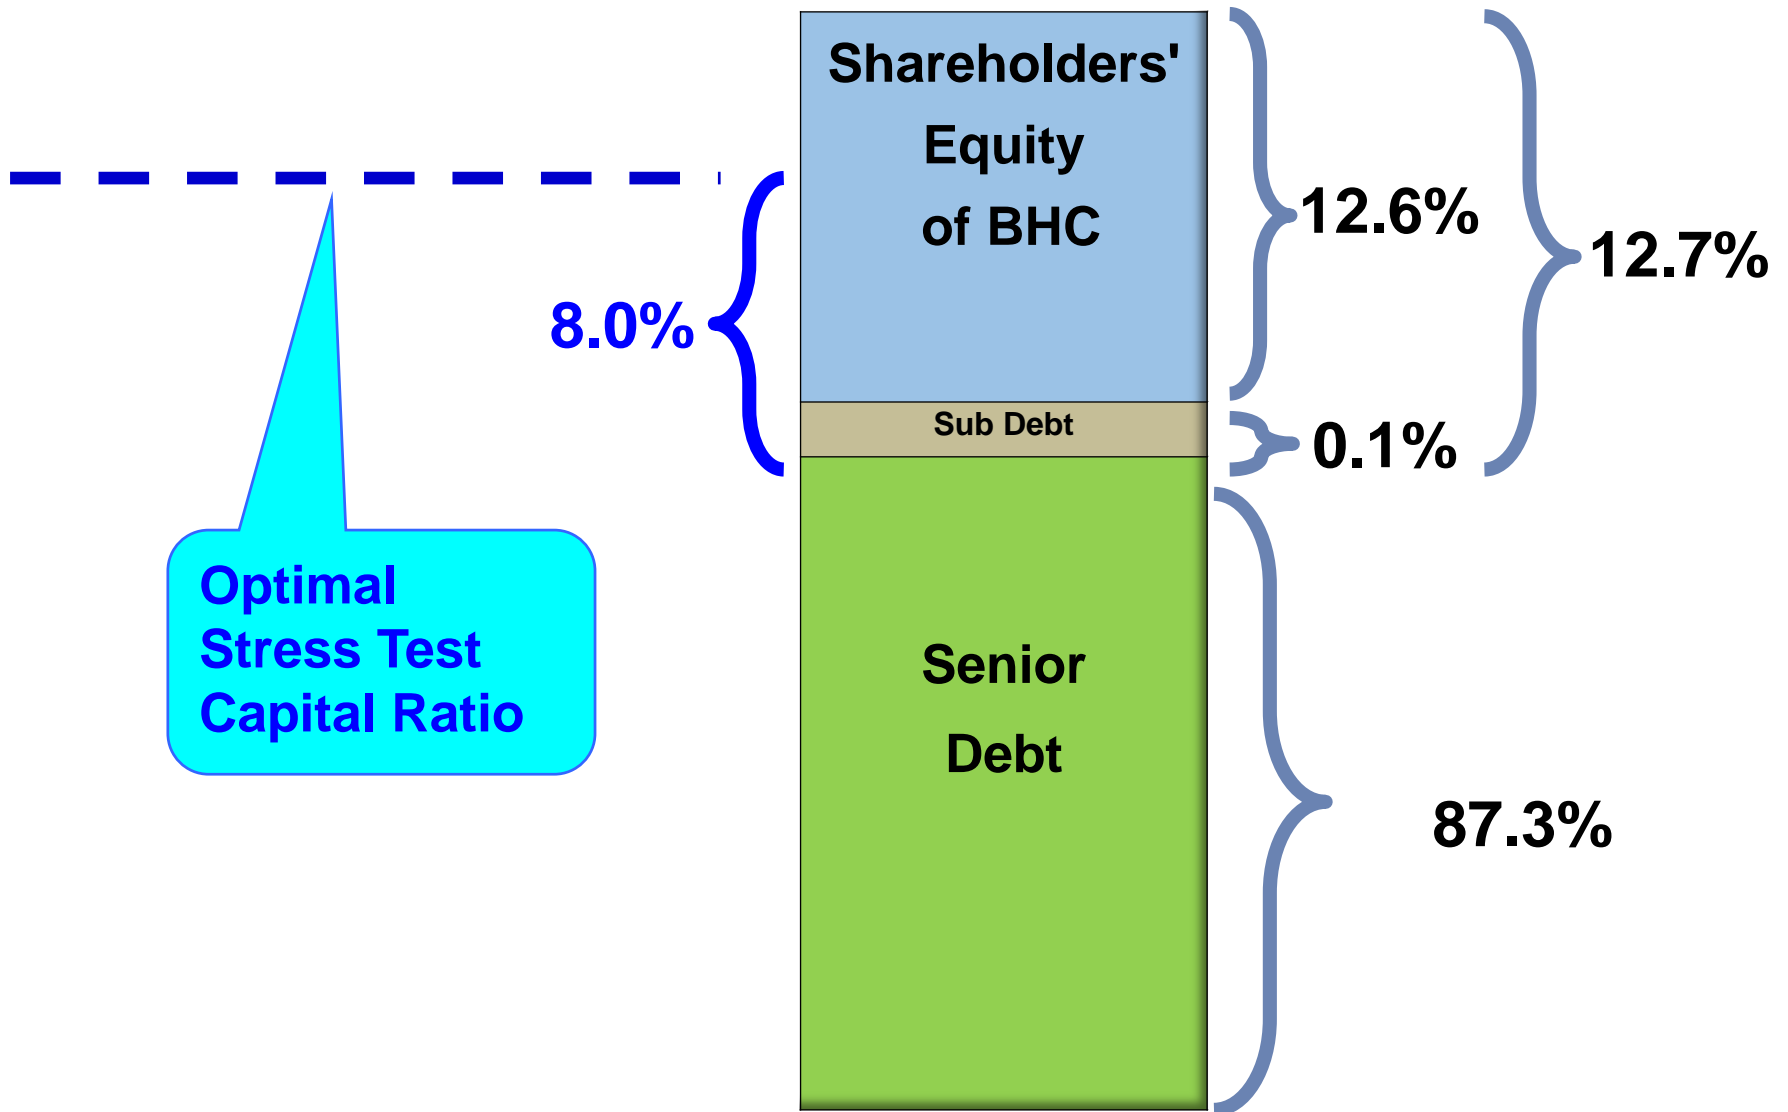 Shareholders'
Equity
of BHC
12.6%
12.7%
8.0%
Sub Debt
0.1%
Optimal
Stress Test
Capital Ratio
Senior
Debt
87.3%